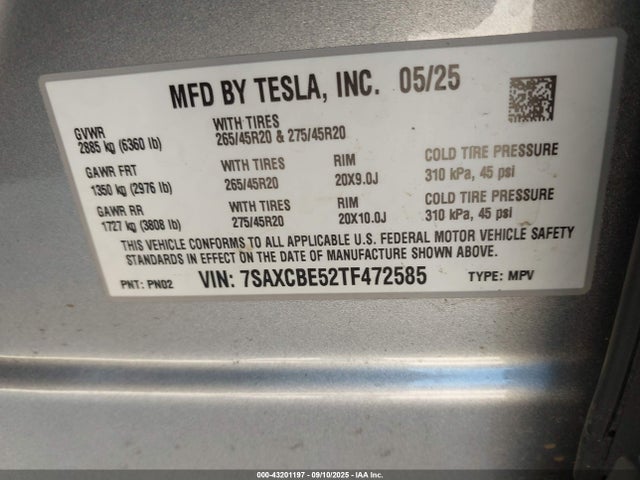 MFD BY TESLA, INC. 05/25
GVWR
2885 kg (6360 lb)
WITH TIRES
265/45R20 & 275/45R20
GAWR FRT
1350 kg (2976 lb)
WITH TIRES
265/45R20
RIM
20X9.0J
COLD TIRE PRESSURE
310 kPa, 45 psi
GAWR RR
1727 kg (3808 lb)
WITH TIRES
275/45R20
RIM
20X10.0J
COLD TIRE PRESSURE
310 kPa, 45 psi
THIS VEHICLE CONFORMS TO ALL APPLICABLE U.S. FEDERAL MOTOR VEHICLE SAFETY
STANDARDS IN EFFECT ON THE DATE OF MANUFACTURE SHOWN ABOVE.
PNT: PN02 VIN: 7SAXCBE52TF472585 TYPE: MPV
000-43201197 - 09/10/2025 - IAA Inc.